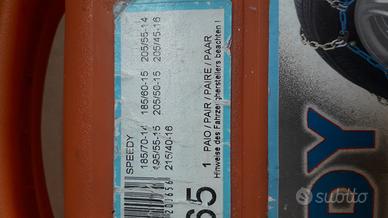 SPEEDY
185/70-14 185/60-15 205/55-14
195/55-15 205/50-15 205/45-16
215/40-16
65
1 PAIO / PAIR / PAIRE / PAAR
Hinweise des Fahrzeugherstellers beachten !
DY
subito